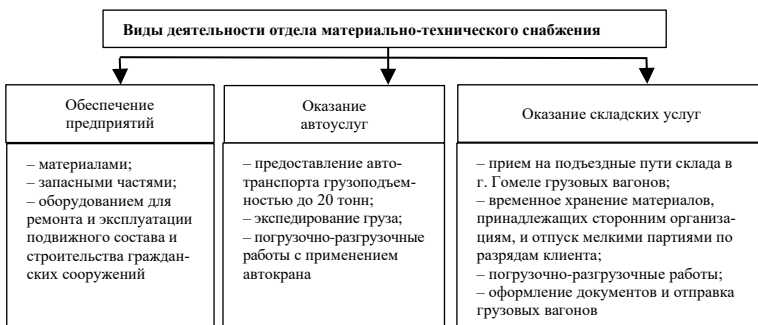 Виды деятельности отдела материально-технического снабжения
Обеспечение
предприятий
– материалами;
– запасными частями;
– оборудованием для
ремонта и эксплуатации
подвижного состава и
строительства граждан-
ских сооружений
Оказание
автоуслуг
– предоставление авто-
транспорта грузоподъем-
ностью до 20 тонн;
– экспедирование груза;
– погрузочно-разгрузочные
работы с применением
автокрана
Оказание складских услуг
– прием на подъездные пути склада в
г. Гомеле грузовых вагонов;
– временное хранение материалов,
принадлежащих сторонним организа-
циям, и отпуск мелкими партиями по
разрядам клиента;
– погрузочно-разгрузочные работы;
– оформление документов и отправка
грузовых вагонов